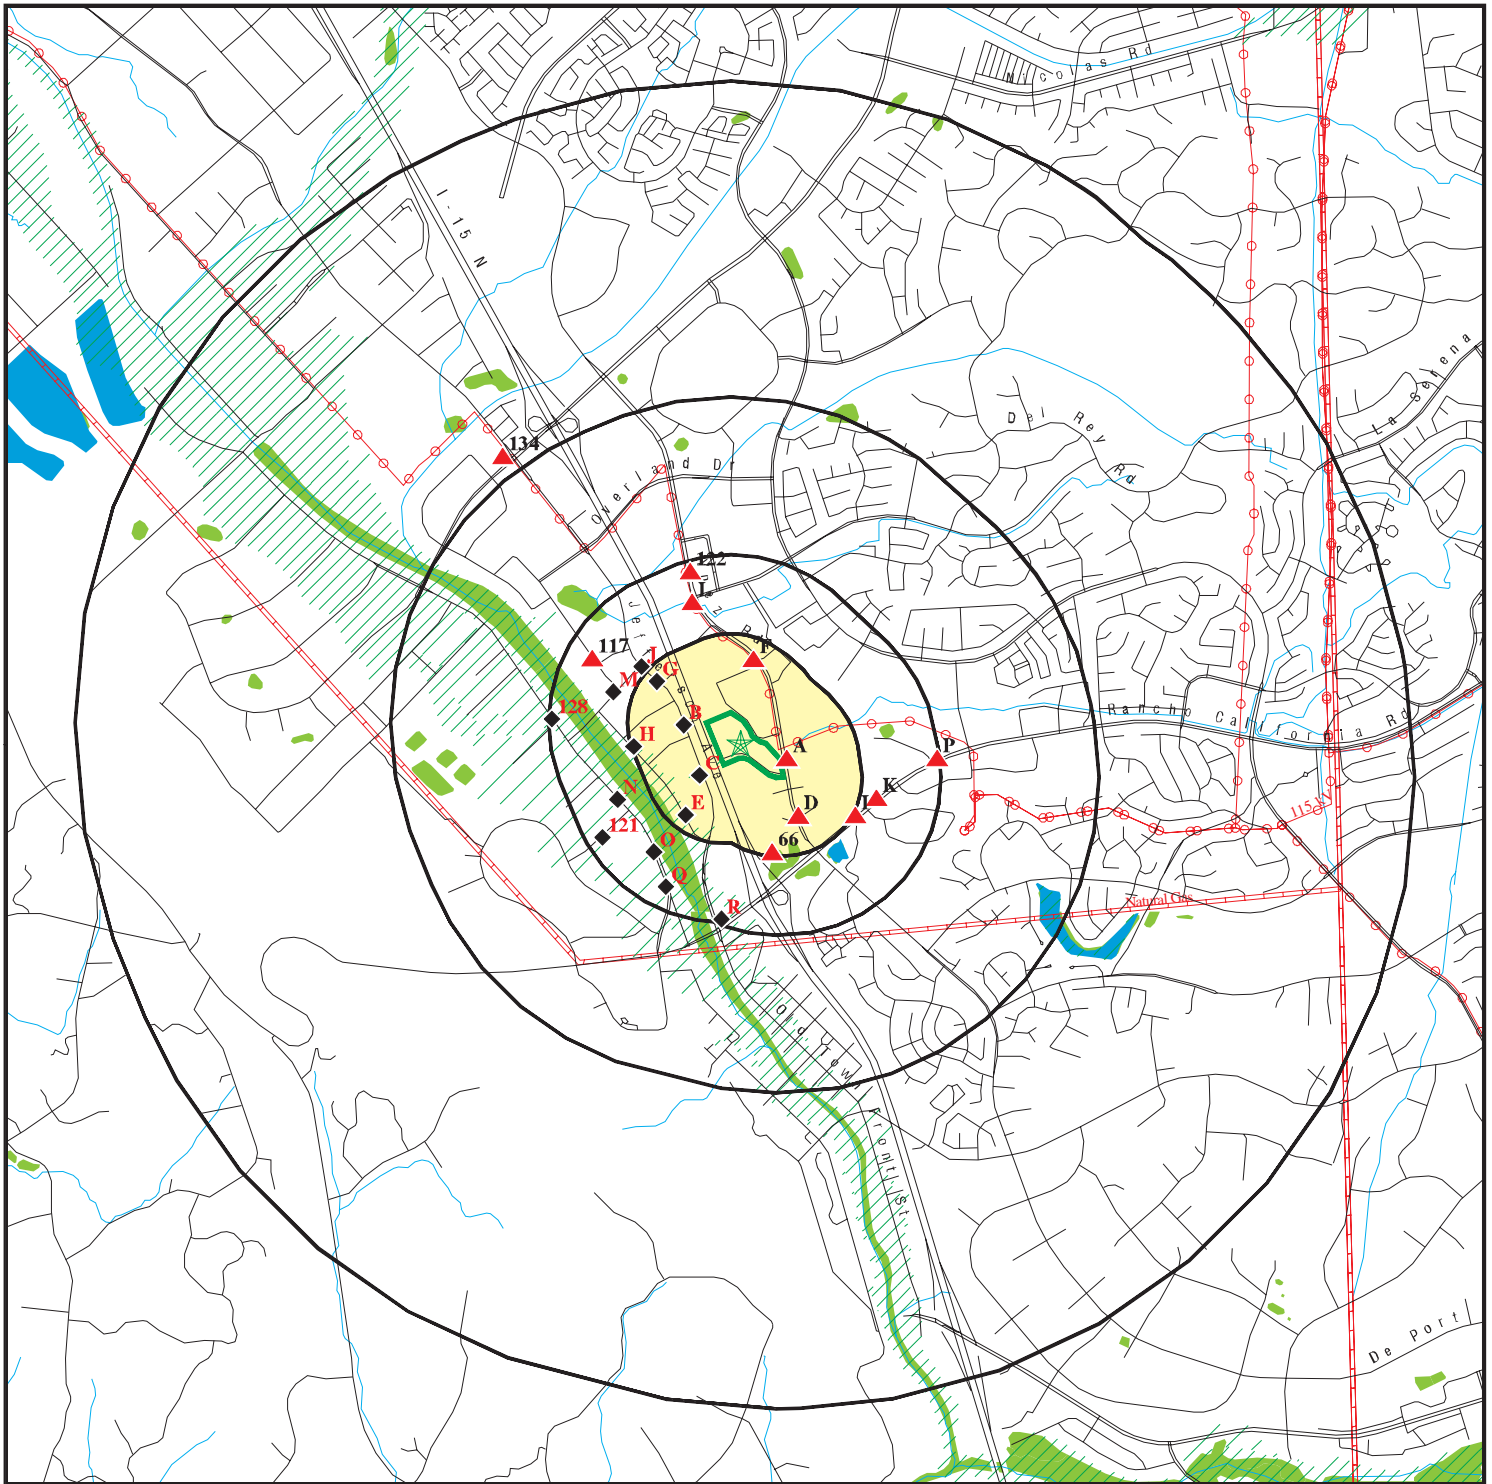 Nicolas Rd
I-15 N
La Serena
Del Rey Rd
134
Overland Dr
122
L
F
117
J
G
M
128
B
H
A
P
C
N
E
D
I
K
121
O
66
Q
R
Rancho California Rd
115-kV
Natural Gas
Old Town Front St
De Port